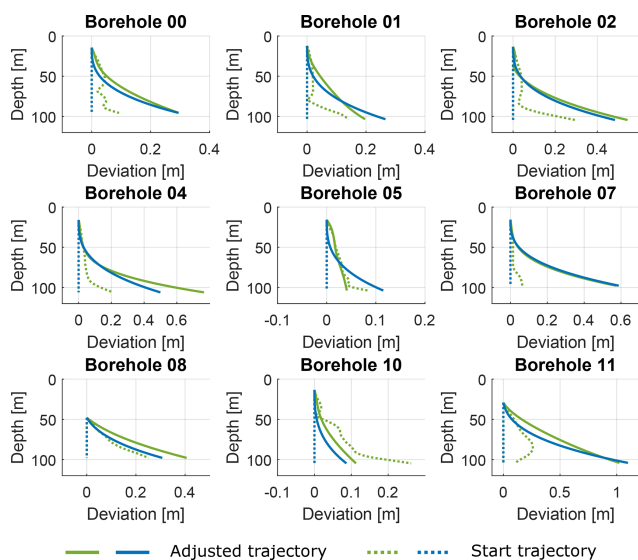 Borehole 00 Borehole 01 Borehole 02
0 0 0
Depth [m] 50 Depth [m] 50 Depth [m] 50
100 100 100
0 0.2 0.4 0 0.2 0.4 0 0.2 0.4
Deviation [m] Deviation [m] Deviation [m]
Borehole 04 Borehole 05 Borehole 07
0 0 0
Depth [m] 50 Depth [m] 50 Depth [m] 50
100 100 100
0 0.2 0.4 0.6 -0.1 0 0.1 0.2 0 0.2 0.4 0.6
Deviation [m] Deviation [m] Deviation [m]
Borehole 08 Borehole 10 Borehole 11
0 0 0
Depth [m] 50 Depth [m] 50 Depth [m] 50
100 100 100
0 0.2 0.4 -0.1 0 0.1 0.2 0 0.5 1
Deviation [m] Deviation [m] Deviation [m]
Adjusted trajectory Start trajectory